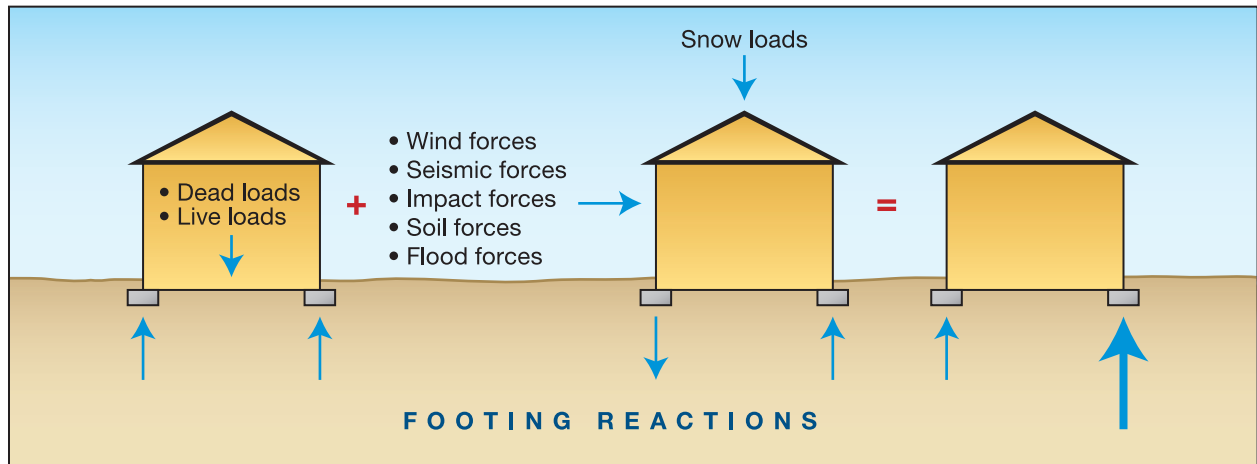 Snow loads
• Dead loads
• Live loads
+
• Wind forces
• Seismic forces
• Impact forces
• Soil forces
• Flood forces
=
FOOTING REACTIONS